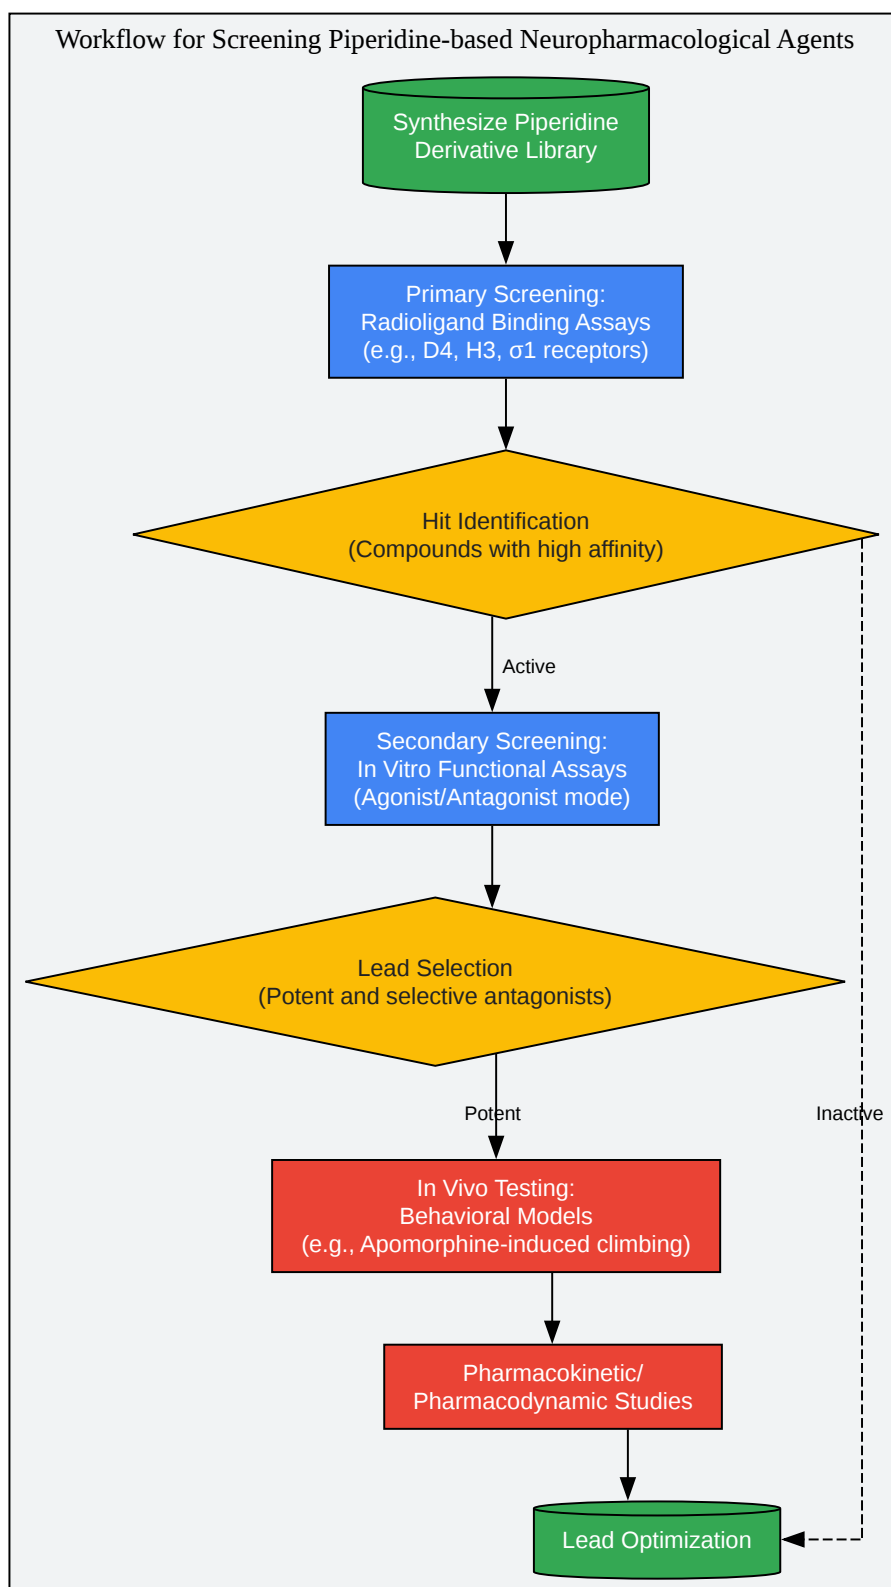 Workflow for Screening Piperidine-based Neuropharmacological Agents
Synthesize Piperidine
Derivative Library
Primary Screening:
Radioligand Binding Assays
(e.g., D4, H3, σ1 receptors)
Hit Identification
(Compounds with high affinity)
Active
Secondary Screening:
In Vitro Functional Assays
(Agonist/Antagonist mode)
Lead Selection
(Potent and selective antagonists)
Potent
Inactive
In Vivo Testing:
Behavioral Models
(e.g., Apomorphine-induced climbing)
Pharmacokinetic/
Pharmacodynamic Studies
Lead Optimization